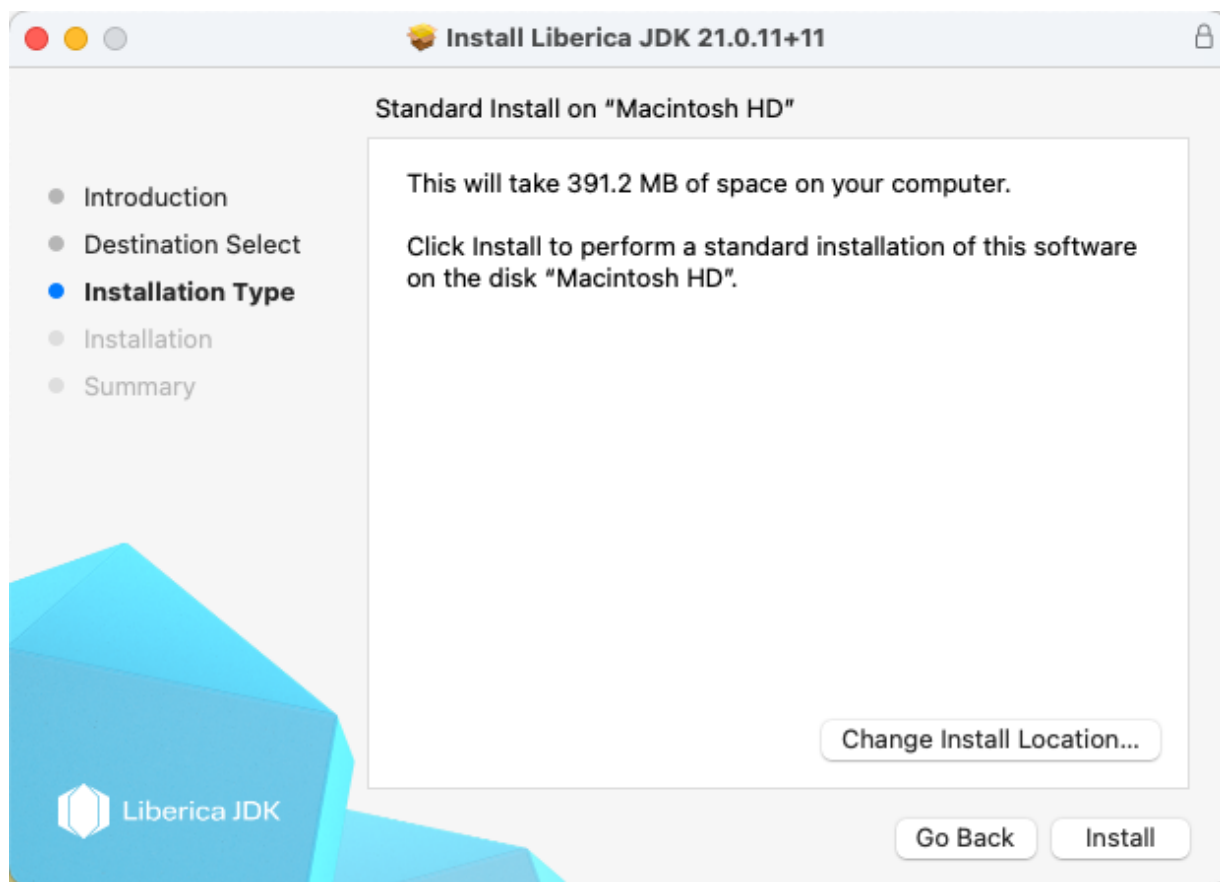 Install Liberica JDK 21.0.11+11
Standard Install on “Macintosh HD”
Introduction
Destination Select
Installation Type
Installation
Summary
This will take 391.2 MB of space on your computer.
Click Install to perform a standard installation of this software
on the disk “Macintosh HD”.
Change Install Location...
Liberica JDK
Go Back
Install